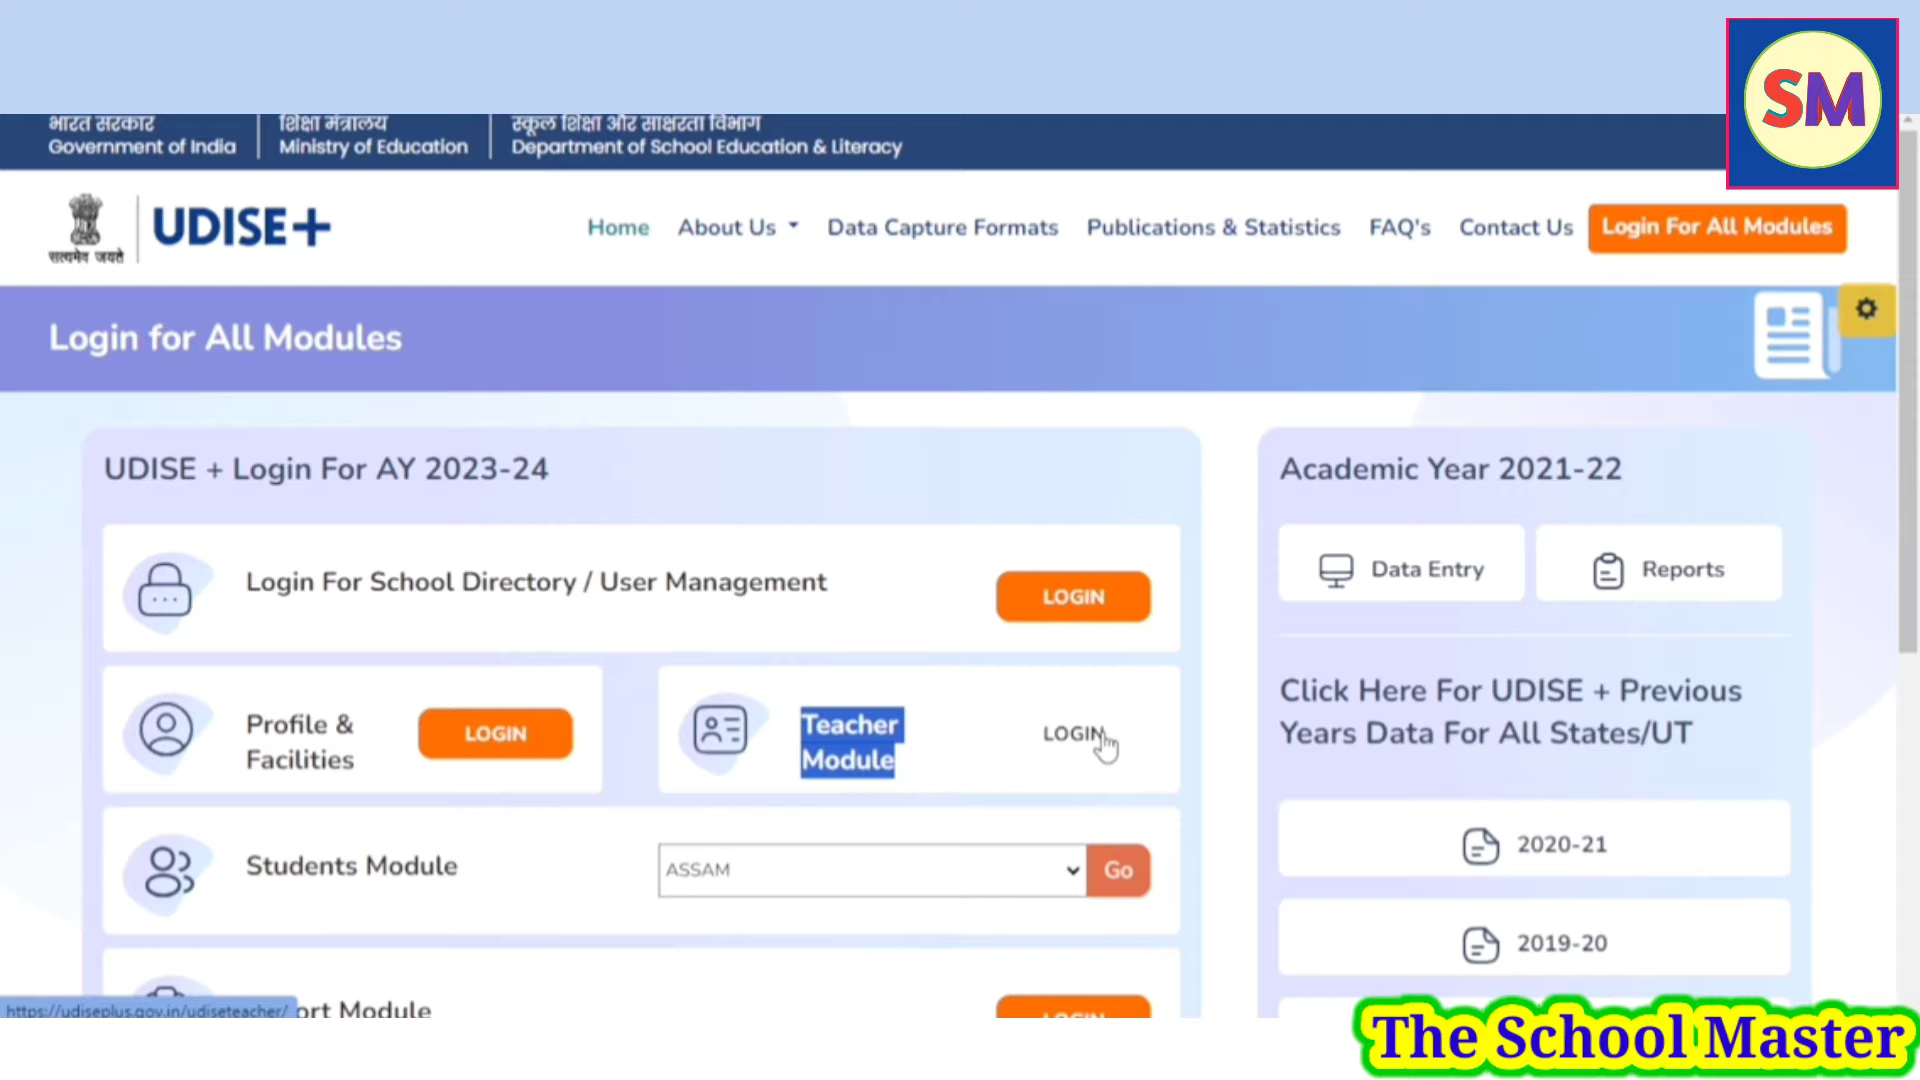 SM
भारत सरकार
Government of India
शिक्षा मंत्रालय
Ministry of Education
स्कूल शिक्षा और साक्षरता विभाग
Department of School Education & Literacy
सत्यमेव जयते
UDISE+
Home
About Us
Data Capture Formats
Publications & Statistics
FAQ's
Contact Us
Login For All Modules
Login for All Modules
UDISE + Login For AY 2023-24
Login For School Directory / User Management
LOGIN
Profile &
Facilities
LOGIN
Teacher
Module
LOGIN
Students Module
ASSAM
Go
ort Module
LOGIN
https://udiseplus.gov.in/udiseteacher/
Academic Year 2021-22
Data Entry
Reports
Click Here For UDISE + Previous
Years Data For All States/UT
2020-21
2019-20
The School Master